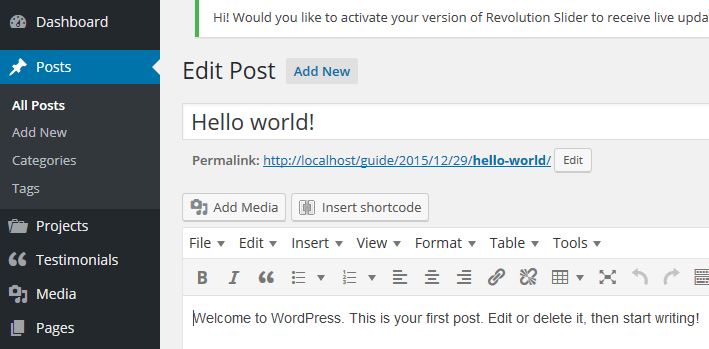 Dashboard
Posts
All Posts
Add New
Categories
Tags
Projects
Testimonials
Media
Pages
Hi! Would you like to activate your version of Revolution Slider to receive live upda
Edit Post Add New
Hello world!
Permalink: http://localhost/guide/2015/12/29/hello-world/ Edit
Add Media Insert shortcode
File Edit Insert View Format Table Tools
B I
Welcome to WordPress. This is your first post. Edit or delete it, then start writing!